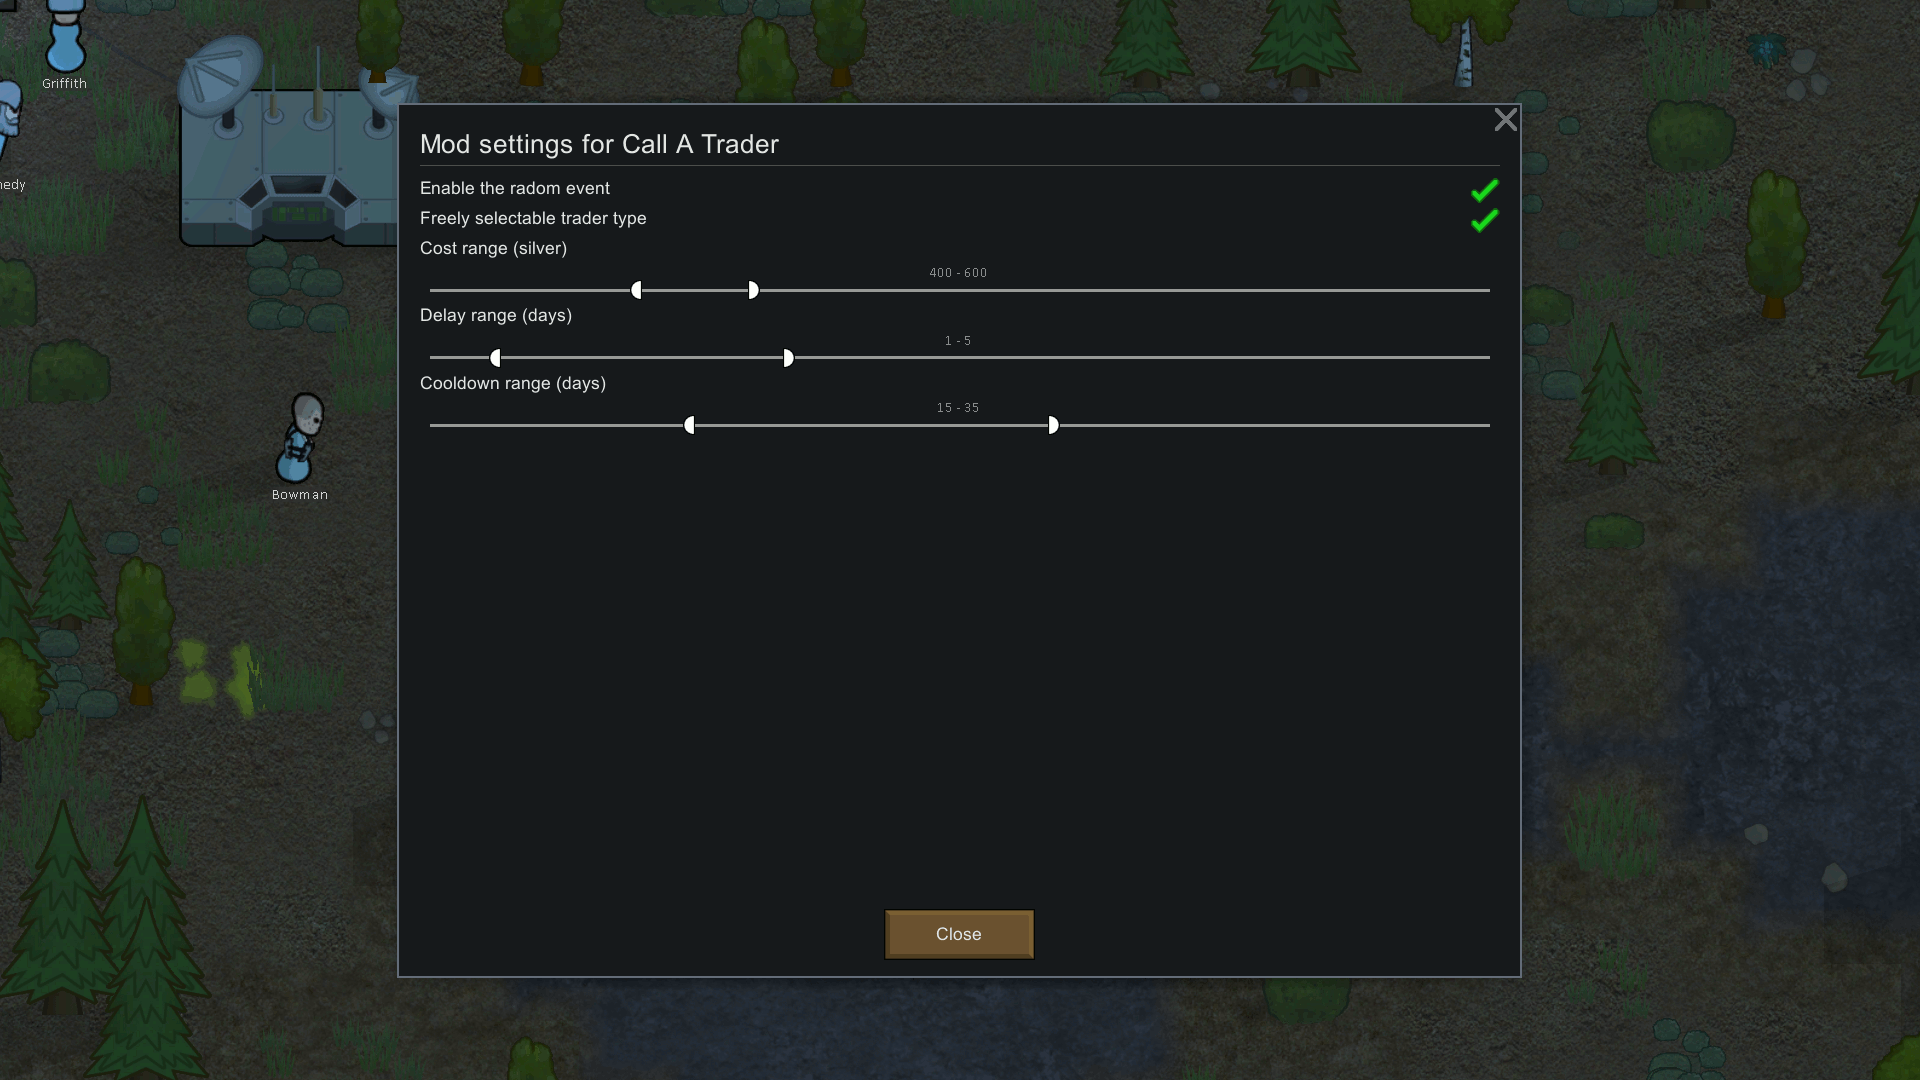 Griffith
nedy
Mod settings for Call A Trader
Enable the radom event
Freely selectable trader type
Cost range (silver)
400 - 600
Delay range (days)
1 - 5
Cooldown range (days)
15 - 35
Bowman
Close